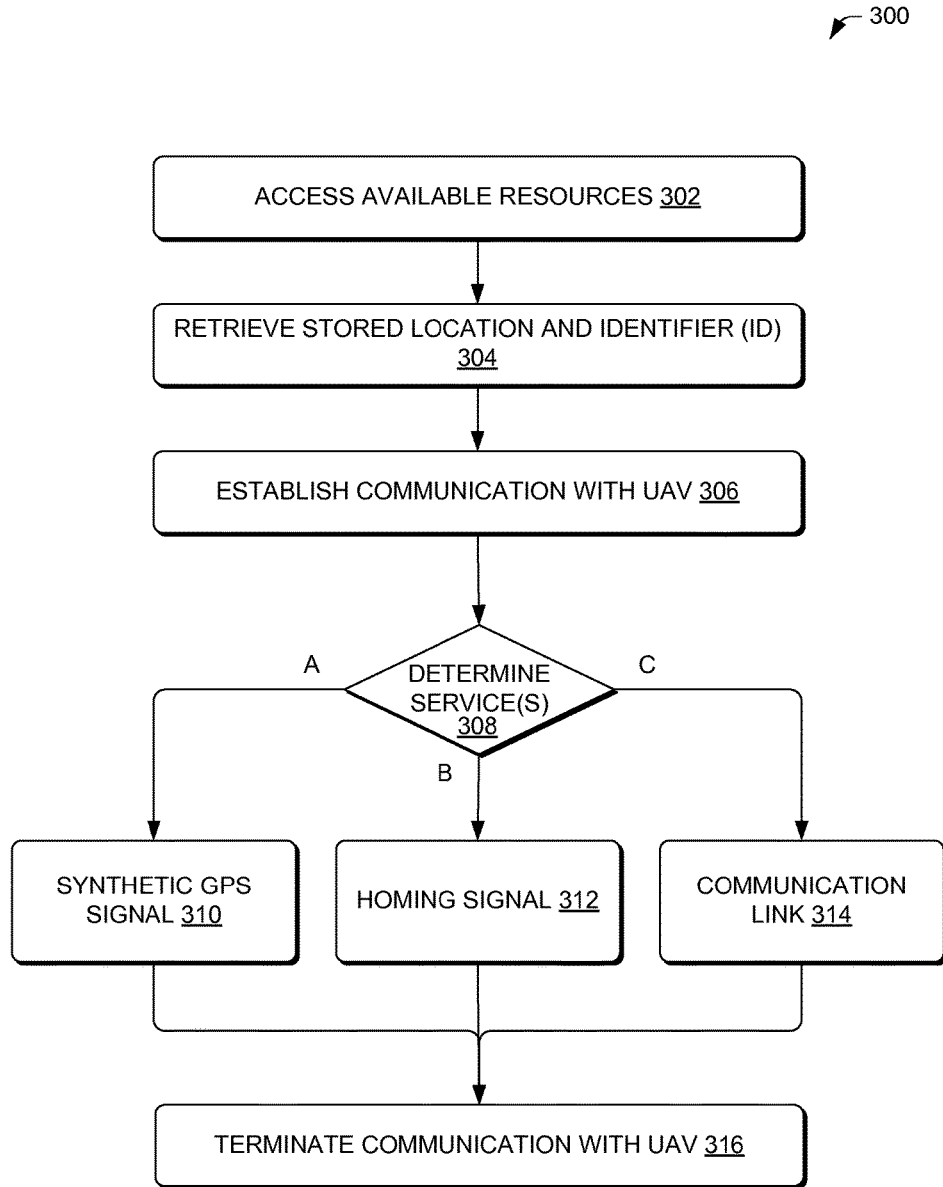 300
ACCESS AVAILABLE RESOURCES 302
RETRIEVE STORED LOCATION AND IDENTIFIER (ID)
304
ESTABLISH COMMUNICATION WITH UAV 306
A
C
DETERMINE
SERVICE(S)
308
B
SYNTHETIC GPS
SIGNAL 310
HOMING SIGNAL 312
COMMUNICATION
LINK 314
TERMINATE COMMUNICATION WITH UAV 316